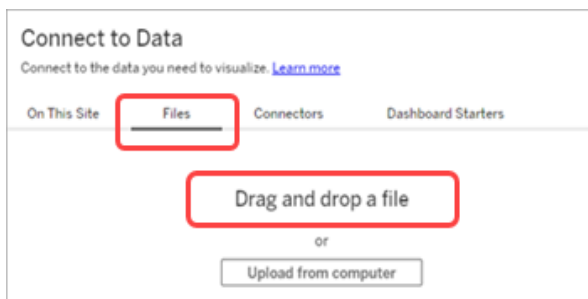 Connect to Data
Connect to the data you need to visualize. Learn more
On This Site Files Connectors Dashboard Starters
Drag and drop a file
or
Upload from computer